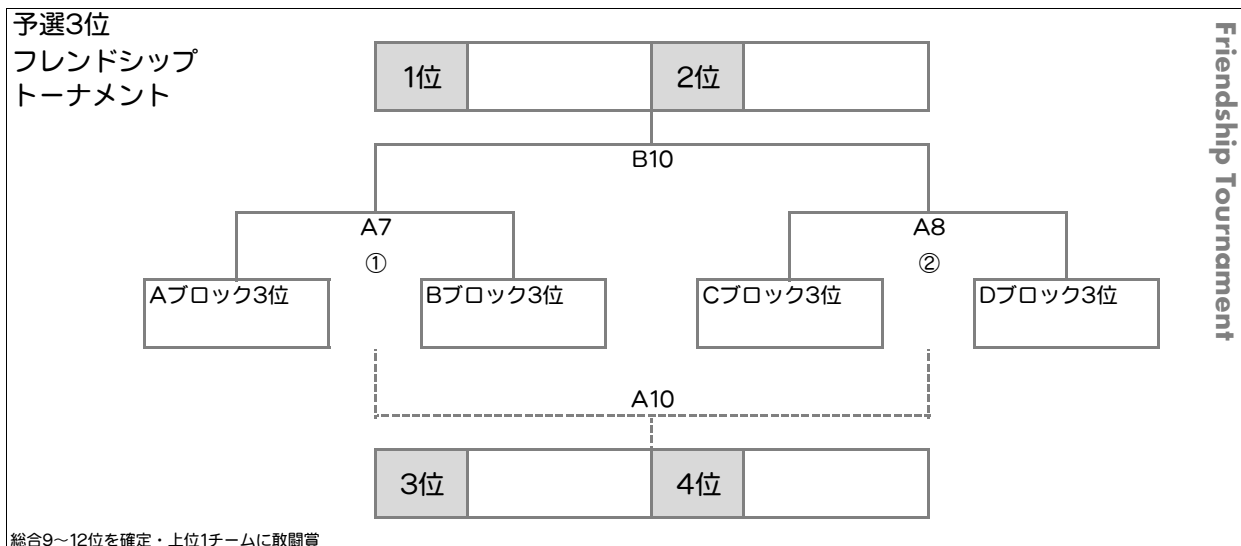 予選3位
フレンドシップ
トーナメント
Friendship Tournament
1位 2位
B10
A7 A8
① ②
Aブロック3位 Bブロック3位 Cブロック3位 Dブロック3位
A10
3位 4位
総合9～12位を確定・上位1チームに敢闘賞